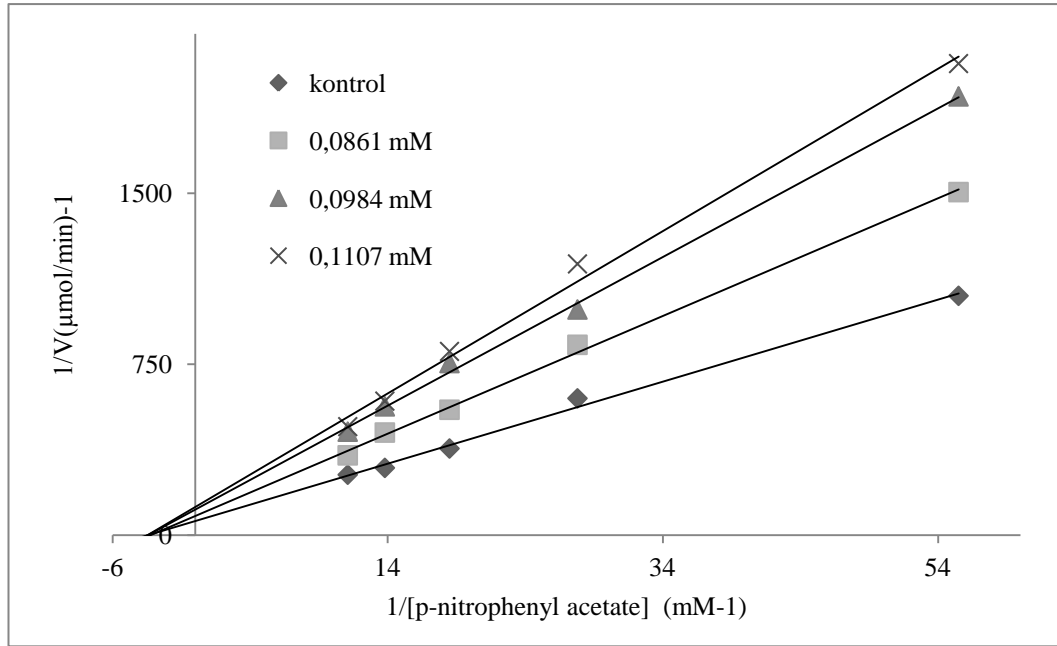 kontrol
0,0861 mM
0,0984 mM
0,1107 mM
1/V(µmol/min)-1
1500
750
0
-6 14 34 54
1/[p-nitrophenyl acetate] (mM-1)